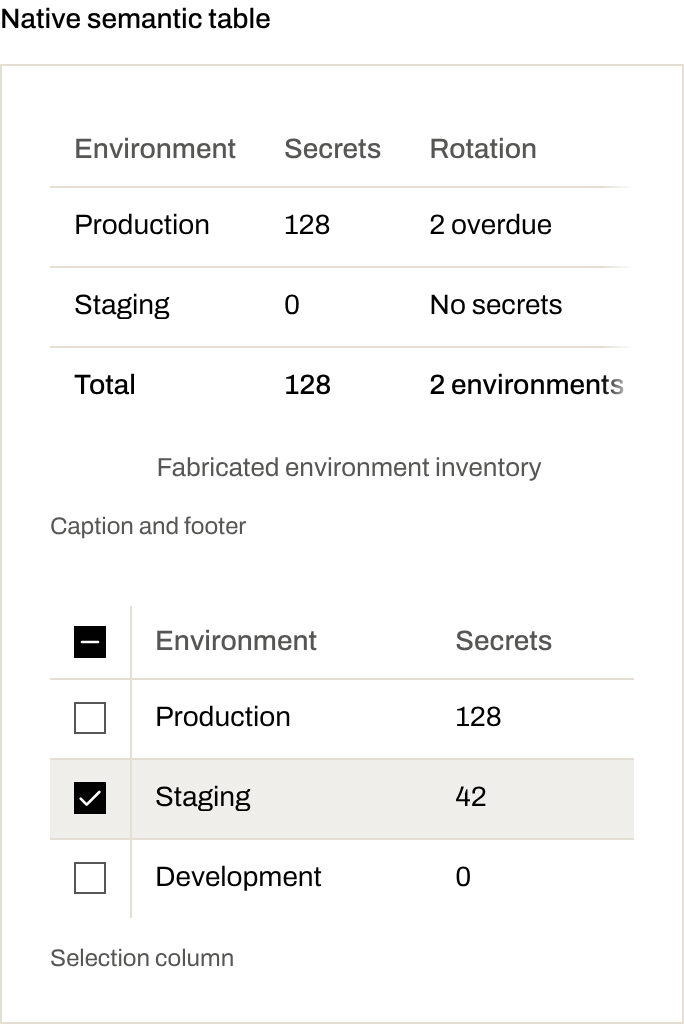 Native semantic table
Environment Secrets Rotation
Production 128 2 overdue
Staging 0 No secrets
Total 128 2 environments
Fabricated environment inventory
Caption and footer
Environment Secrets
Production 128
Staging 42
Development 0
Selection column